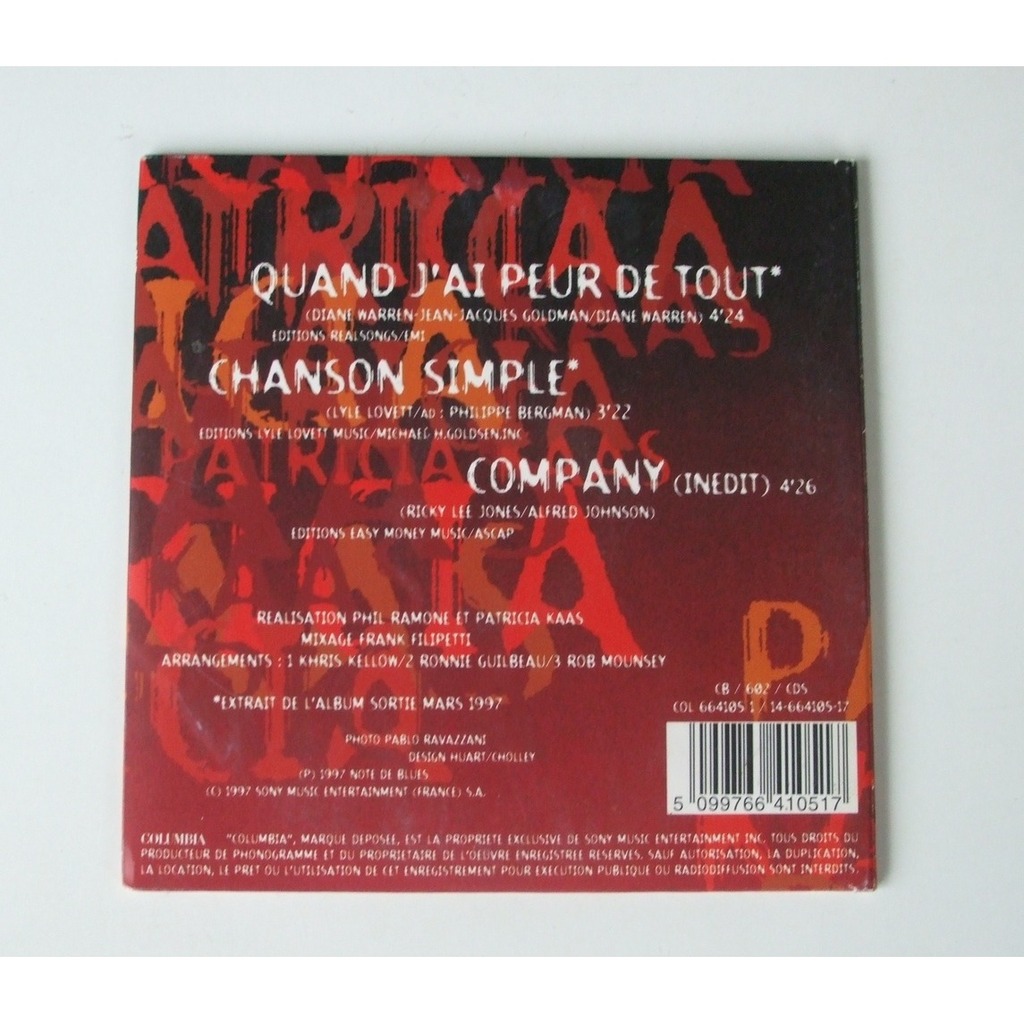 PATRICIA KAAS
QUAND J'AI PEUR DE TOUT*
(DIANE WARREN-JEAN-JACQUES GOLDMAN/DIANE WARREN) 4'24
EDITIONS REALSONGS/EMI
CHANSON SIMPLE*
(LYLE LOVETT/AD : PHILIPPE BERGMAN) 3'22
EDITIONS LYLE LOVETT MUSIC/MICHAEL H.GOLDSEN,INC
COMPANY (INEDIT) 4'26
(RICKY LEE JONES/ALFRED JOHNSON)
EDITIONS EASY MONEY MUSIC/ASCAP
REALISATION PHIL RAMONE ET PATRICIA KAAS
MIXAGE FRANK FILIPETTI
ARRANGEMENTS : 1 KHRIS KELLOW/2 RONNIE GUILBEAU/3 ROB MOUNSEY
*EXTRAIT DE L'ALBUM SORTIE MARS 1997
CB / 602 / CDS
COL 664105 1 / 14-664105-17
PHOTO PABLO RAVAZZANI
DESIGN HUART/CHOLLEY
(P) 1997 NOTE DE BLUES
(C) 1997 SONY MUSIC ENTERTAINMENT (FRANCE) S.A.
5 099766 410517
COLUMBIA "COLUMBIA", MARQUE DEPOSEE, EST LA PROPRIETE EXCLUSIVE DE SONY MUSIC ENTERTAINMENT INC. TOUS DROITS DU
PRODUCTEUR DE PHONOGRAMME ET DU PROPRIETAIRE DE L'OEUVRE ENREGISTREE RESERVES. SAUF AUTORISATION, LA DUPLICATION,
LA LOCATION, LE PRET OU L'UTILISATION DE CET ENREGISTREMENT POUR EXECUTION PUBLIQUE OU RADIODIFFUSION SONT INTERDITS.